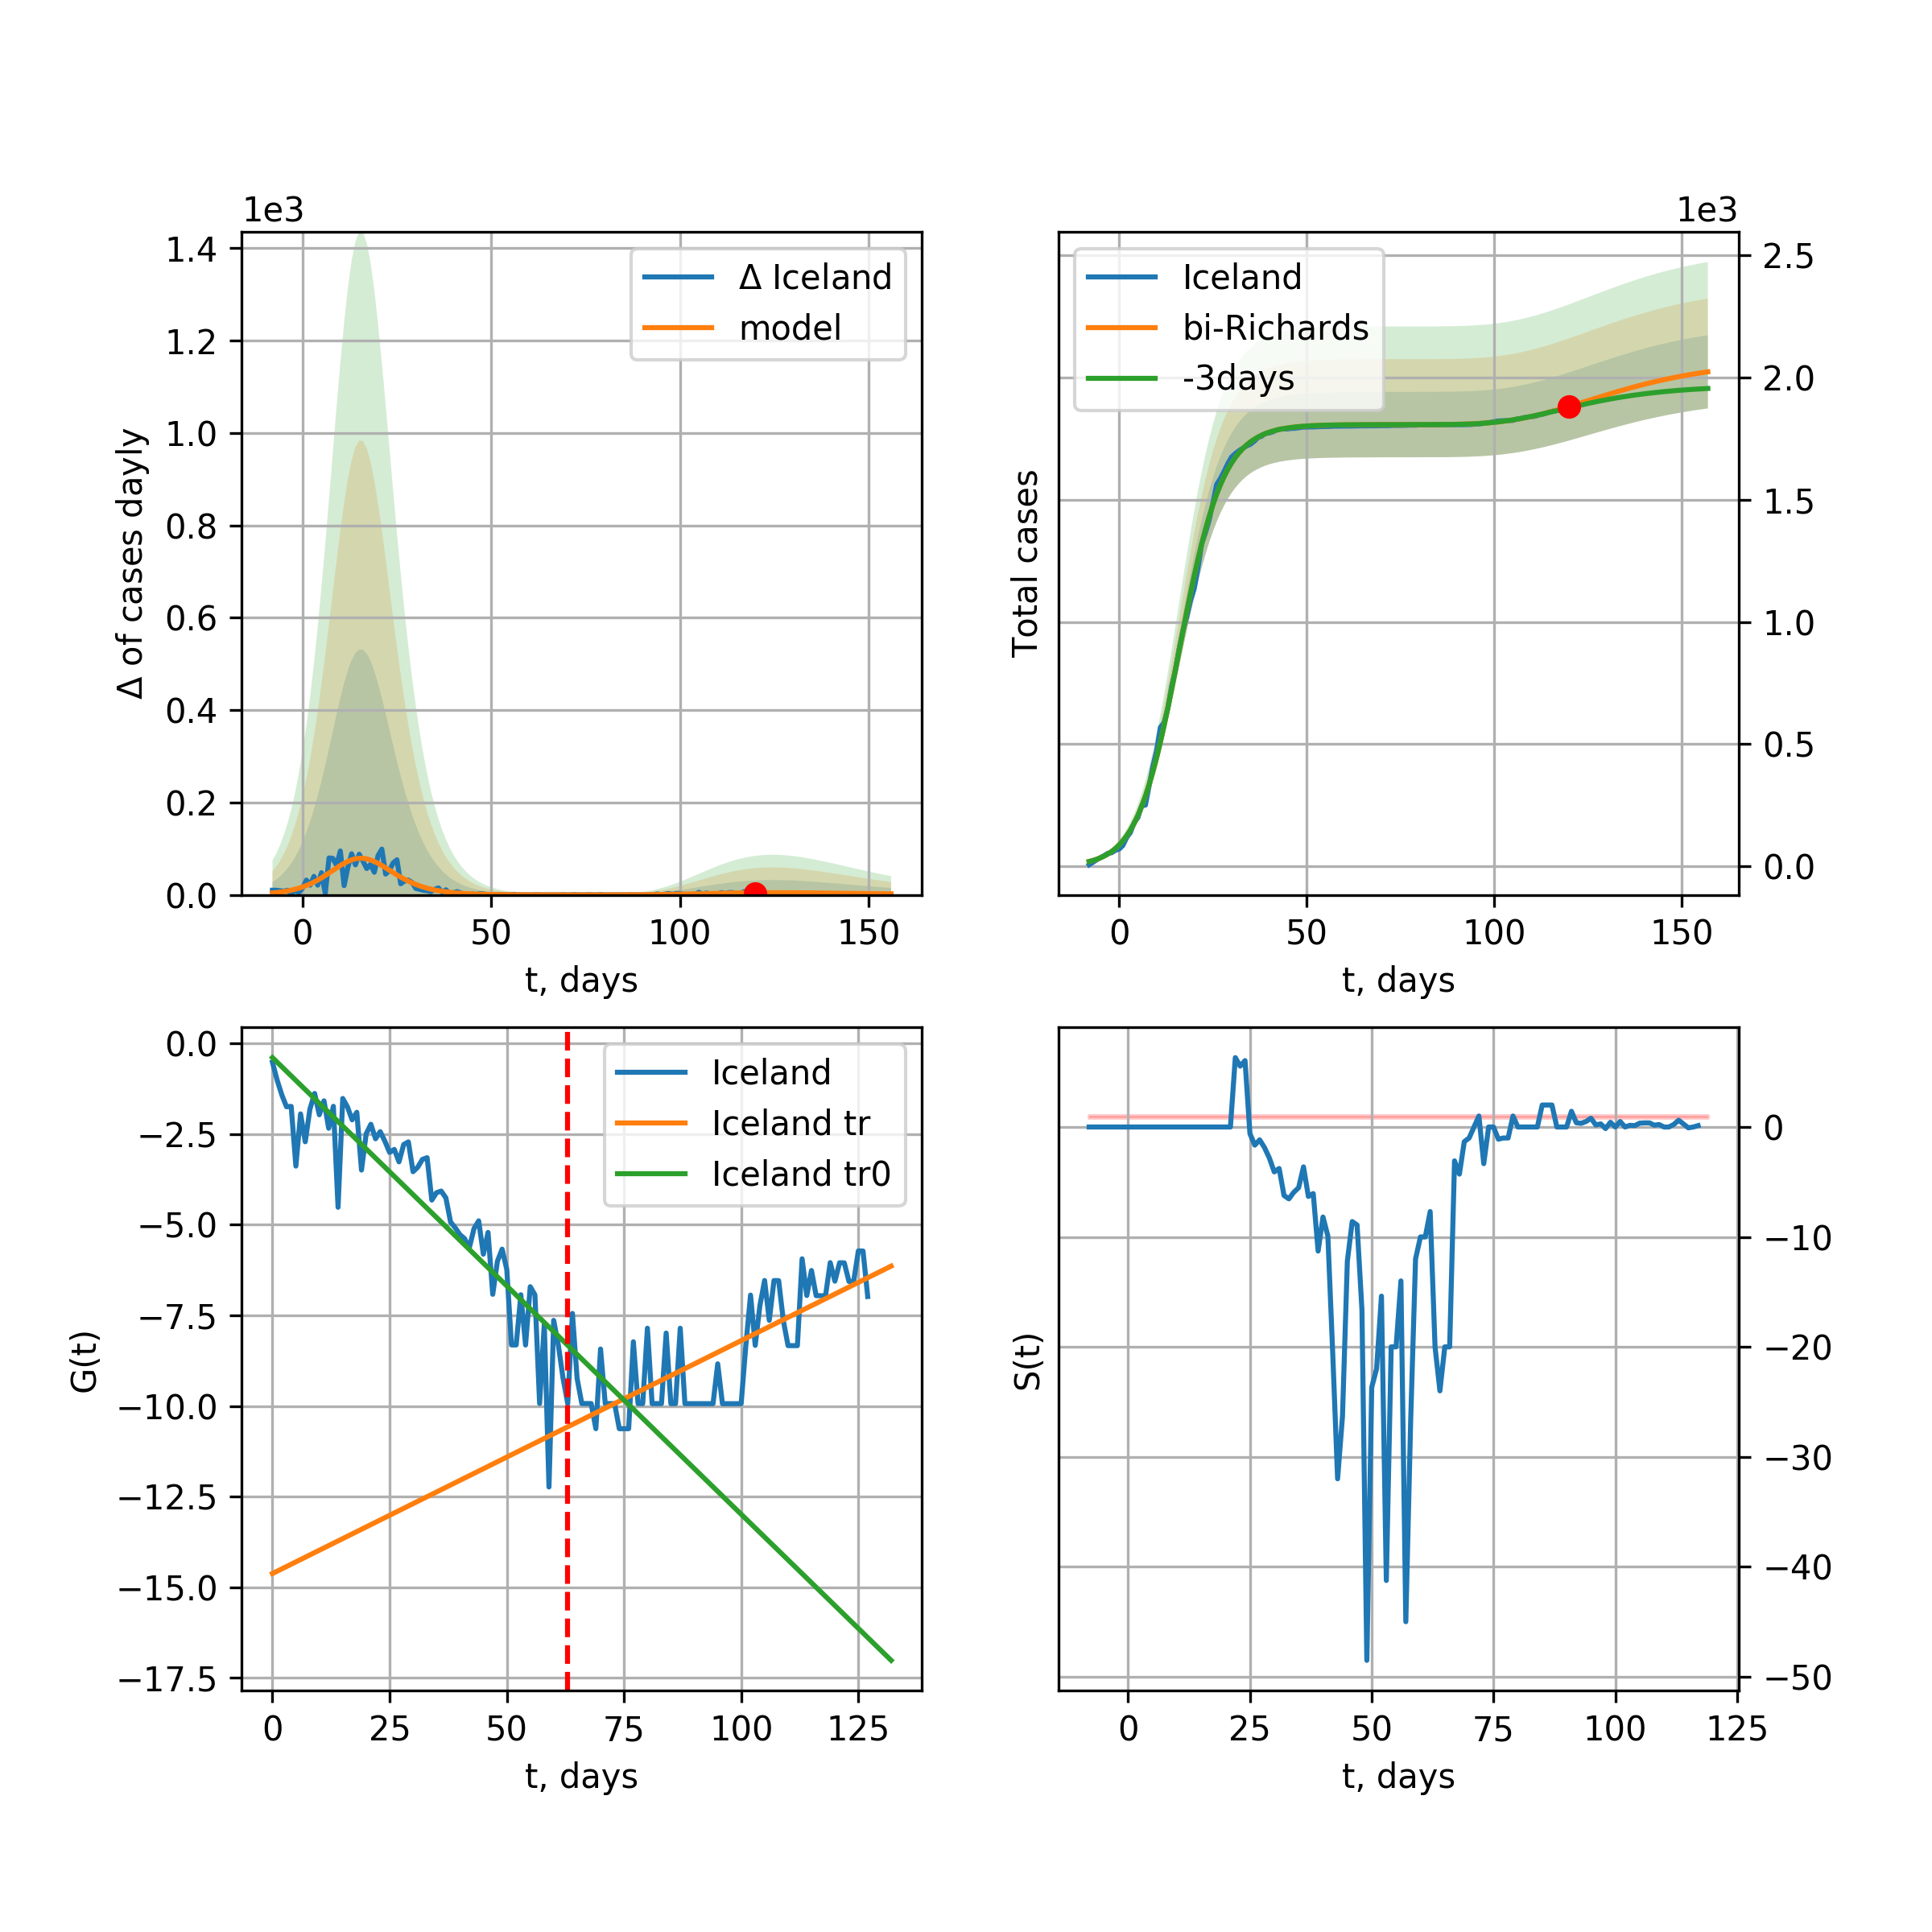 1e3
1.4
1.2
1.0
0.8
0.6
0.4
0.2
0.0
Δ of cases dayly
Δ Iceland
model
0 50 100 150
t, days
1e3
2.5
2.0
1.5
1.0
0.5
0.0
Total cases
Iceland
bi-Richards
-3days
0 50 100 150
t, days
0.0
−2.5
−5.0
−7.5
−10.0
−12.5
−15.0
−17.5
G(t)
Iceland
Iceland tr
Iceland tr0
0 25 50 75 100 125
t, days
S(t)
0
−10
−20
−30
−40
−50
0 25 50 75 100 125
t, days